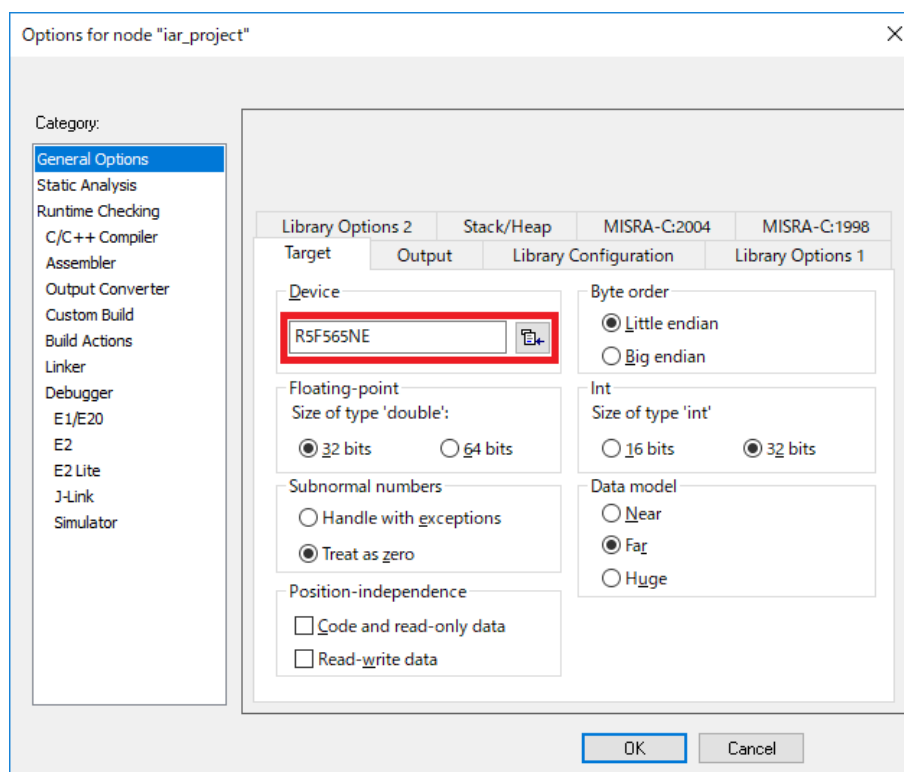 Options for node "iar_project"
Category:
General Options
Static Analysis
Runtime Checking
C/C++ Compiler
Assembler
Output Converter
Custom Build
Build Actions
Linker
Debugger
E1/E20
E2
E2 Lite
J-Link
Simulator
Library Options 2 Stack/Heap MISRA-C:2004 MISRA-C:1998
Target Output Library Configuration Library Options 1
Device
R5F565NE
Byte order
Little endian
Big endian
Floating-point
Size of type 'double':
32 bits 64 bits
Int
Size of type 'int'
16 bits 32 bits
Subnormal numbers
Handle with exceptions
Treat as zero
Data model
Near
Far
Huge
Position-independence
Code and read-only data
Read-write data
OK Cancel